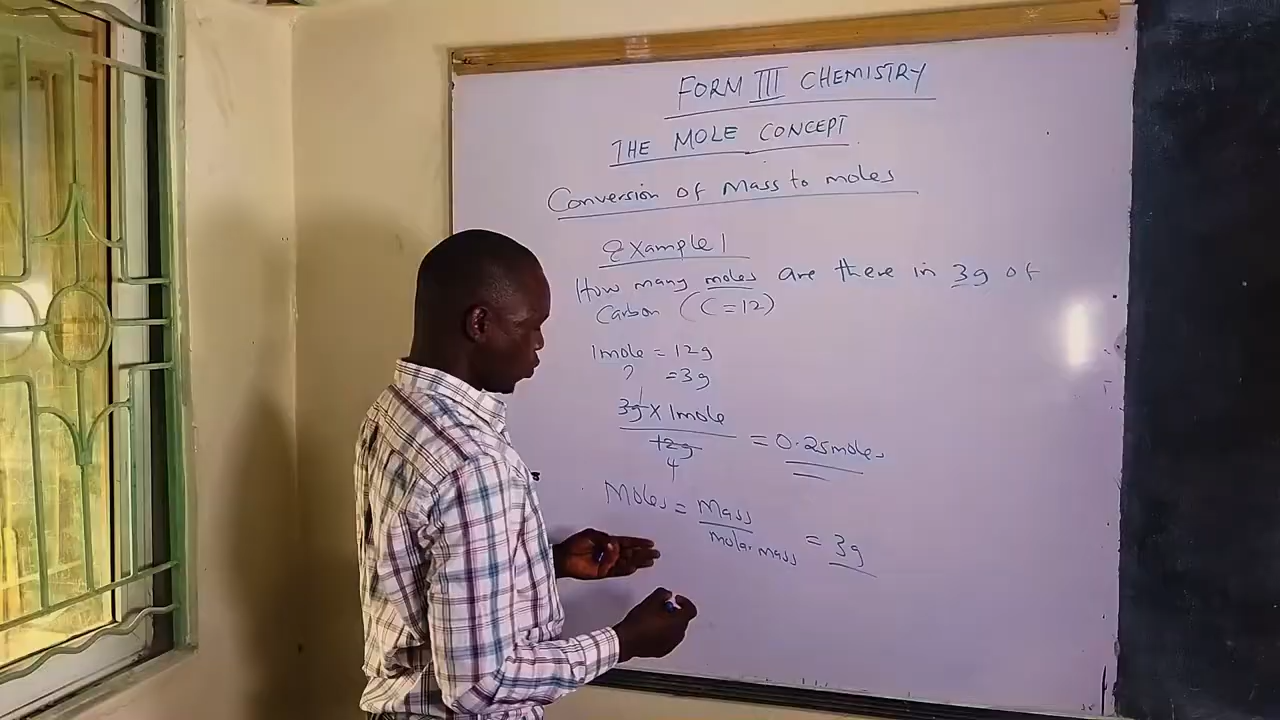 FORM III CHEMISTRY
THE MOLE CONCEPT
Conversion of Mass to moles
Example 1
How many moles are there in 3g of
Carbon (C=12)
1mole = 12g
? = 3g
3g x 1mole
12g
1
4
= 0.25moles
Moles = Mass
molar mass
= 3g